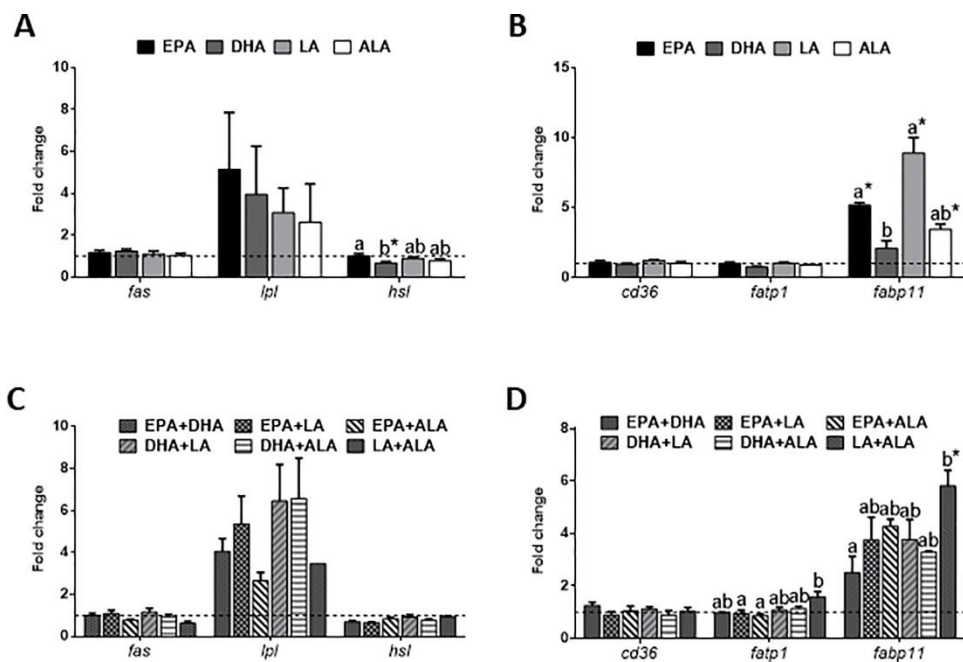 A
EPA DHA LA ALA
Fold change
10
8
6
4
2
0
a b* ab ab
fas lpl hsl
B
EPA DHA LA ALA
Fold change
15
10
5
0
a* b a* ab*
cd36 fatp1 fabp11
C
EPA+DHA EPA+LA EPA+ALA
DHA+LA DHA+ALA LA+ALA
Fold change
10
8
6
4
2
0
fas lpl hsl
D
EPA+DHA EPA+LA EPA+ALA
DHA+LA DHA+ALA LA+ALA
Fold change
8
6
4
2
0
ab a a ab ab b
a ab ab ab ab b*
cd36 fatp1 fabp11